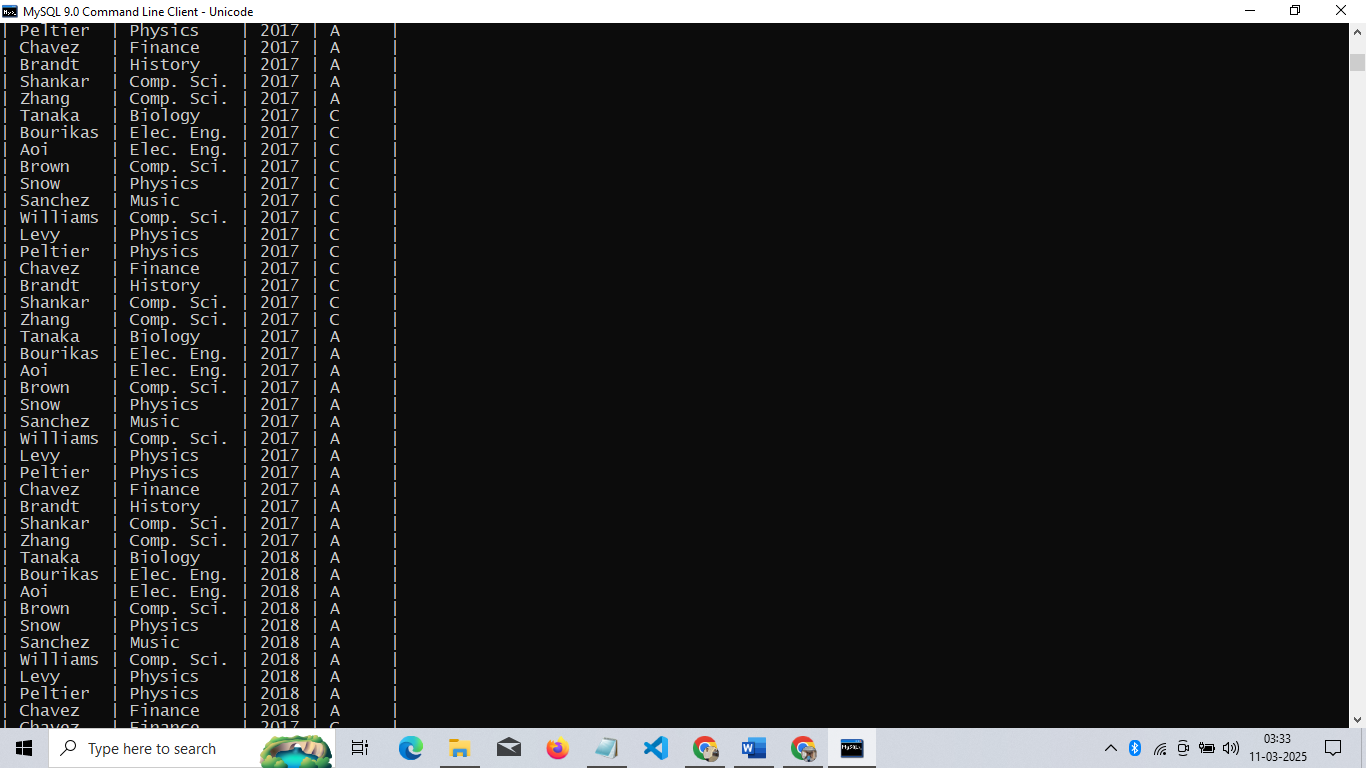 MySQL 9.0 Command Line Client - Unicode
| Peltier | Physics | 2017 | A |
| Chavez | Finance | 2017 | A |
| Brandt | History | 2017 | A |
| Shankar | Comp. Sci. | 2017 | A |
| Zhang | Comp. Sci. | 2017 | A |
| Tanaka | Biology | 2017 | C |
| Bourikas | Elec. Eng. | 2017 | C |
| Aoi | Elec. Eng. | 2017 | C |
| Brown | Comp. Sci. | 2017 | C |
| Snow | Physics | 2017 | C |
| Sanchez | Music | 2017 | C |
| Williams | Comp. Sci. | 2017 | C |
| Levy | Physics | 2017 | C |
| Peltier | Physics | 2017 | C |
| Chavez | Finance | 2017 | C |
| Brandt | History | 2017 | C |
| Shankar | Comp. Sci. | 2017 | C |
| Zhang | Comp. Sci. | 2017 | C |
| Tanaka | Biology | 2017 | A |
| Bourikas | Elec. Eng. | 2017 | A |
| Aoi | Elec. Eng. | 2017 | A |
| Brown | Comp. Sci. | 2017 | A |
| Snow | Physics | 2017 | A |
| Sanchez | Music | 2017 | A |
| Williams | Comp. Sci. | 2017 | A |
| Levy | Physics | 2017 | A |
| Peltier | Physics | 2017 | A |
| Chavez | Finance | 2017 | A |
| Brandt | History | 2017 | A |
| Shankar | Comp. Sci. | 2017 | A |
| Zhang | Comp. Sci. | 2017 | A |
| Tanaka | Biology | 2018 | A |
| Bourikas | Elec. Eng. | 2018 | A |
| Aoi | Elec. Eng. | 2018 | A |
| Brown | Comp. Sci. | 2018 | A |
| Snow | Physics | 2018 | A |
| Sanchez | Music | 2018 | A |
| Williams | Comp. Sci. | 2018 | A |
| Levy | Physics | 2018 | A |
| Peltier | Physics | 2018 | A |
| Chavez | Finance | 2018 | A |
Type here to search
03:33
11-03-2025